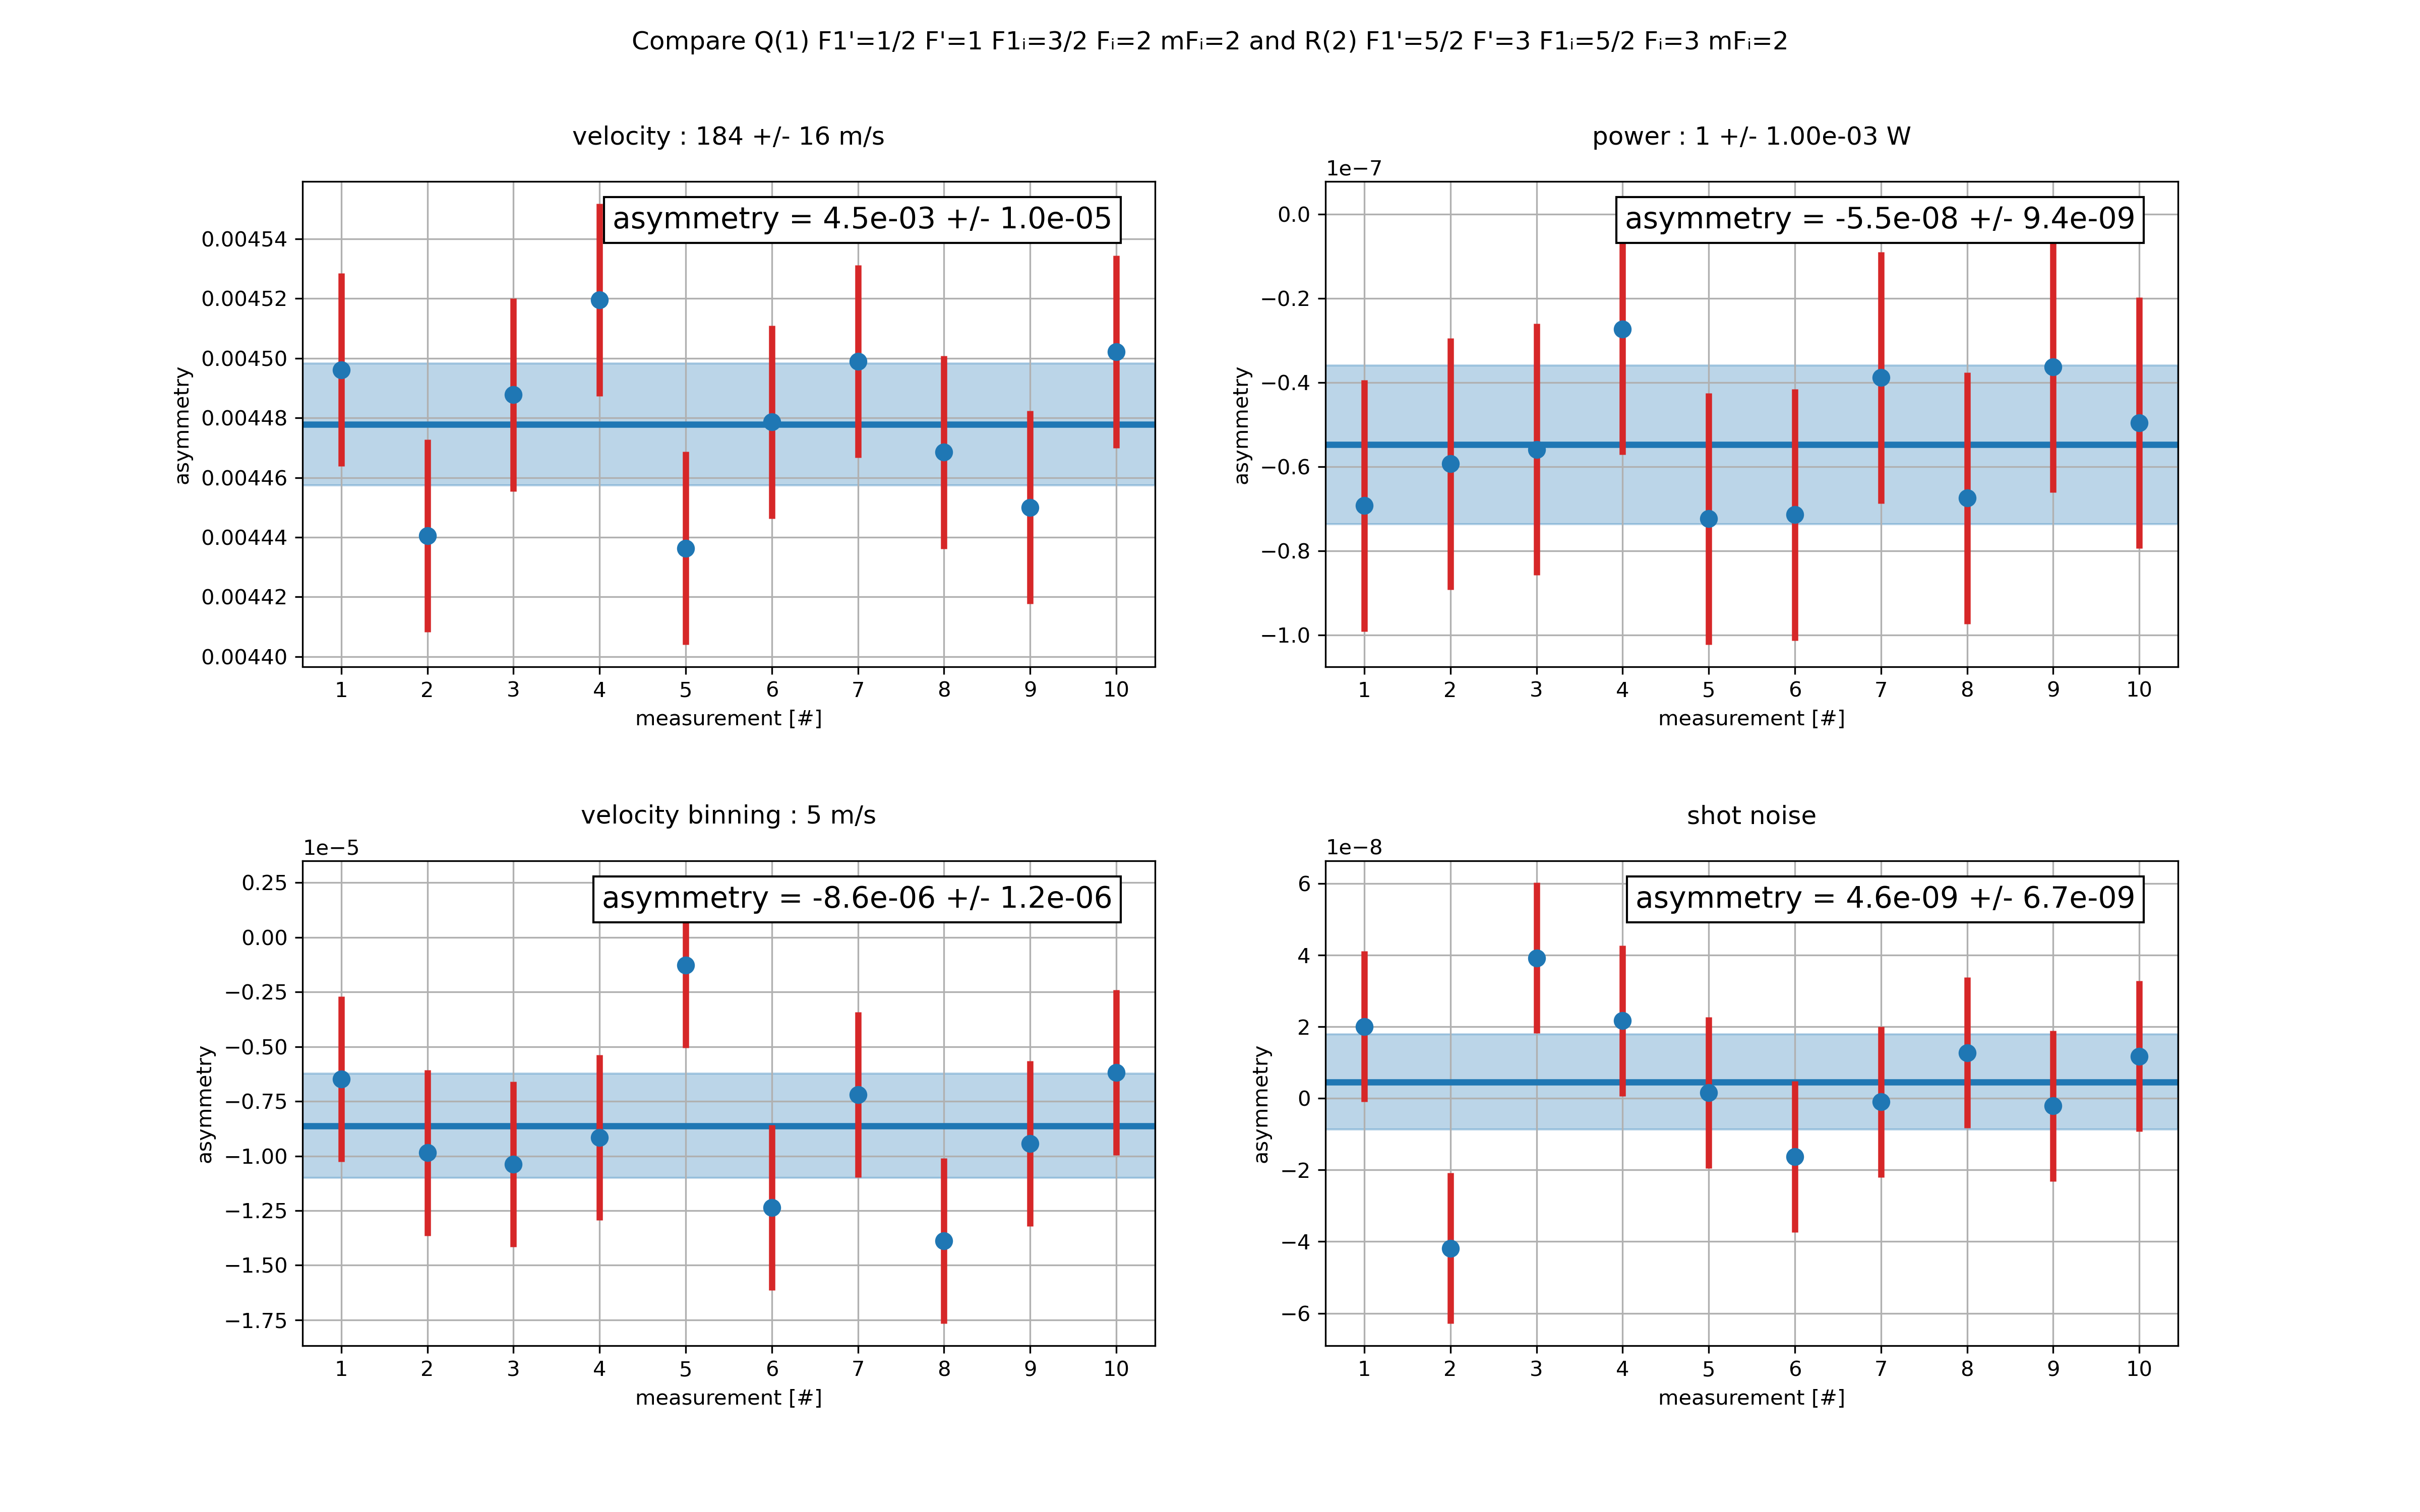 Compare Q(1) F1'=1/2 F'=1 F1ᵢ=3/2 Fᵢ=2 mFᵢ=2 and R(2) F1'=5/2 F'=3 F1ᵢ=5/2 Fᵢ=3 mFᵢ=2
velocity : 184 +/- 16 m/s
asymmetry = 4.5e-03 +/- 1.0e-05
0.00454
0.00452
0.00450
0.00448
0.00446
0.00444
0.00442
0.00440
asymmetry
1 2 3 4 5 6 7 8 9 10
measurement [#]
power : 1 +/- 1.00e-03 W
1e−7
asymmetry = -5.5e-08 +/- 9.4e-09
0.0
−0.2
−0.4
−0.6
−0.8
−1.0
asymmetry
1 2 3 4 5 6 7 8 9 10
measurement [#]
velocity binning : 5 m/s
1e−5
asymmetry = -8.6e-06 +/- 1.2e-06
0.25
0.00
−0.25
−0.50
−0.75
−1.00
−1.25
−1.50
−1.75
asymmetry
1 2 3 4 5 6 7 8 9 10
measurement [#]
shot noise
1e−8
asymmetry = 4.6e-09 +/- 6.7e-09
6
4
2
0
−2
−4
−6
asymmetry
1 2 3 4 5 6 7 8 9 10
measurement [#]